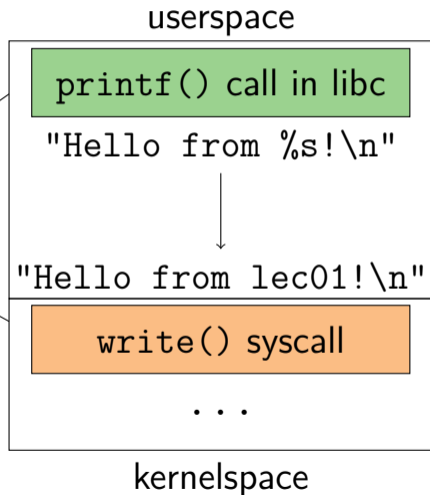 userspace
printf() call in libc
"Hello from %s!\n"
"Hello from lec01!\n"
write() syscall
...
kernelspace